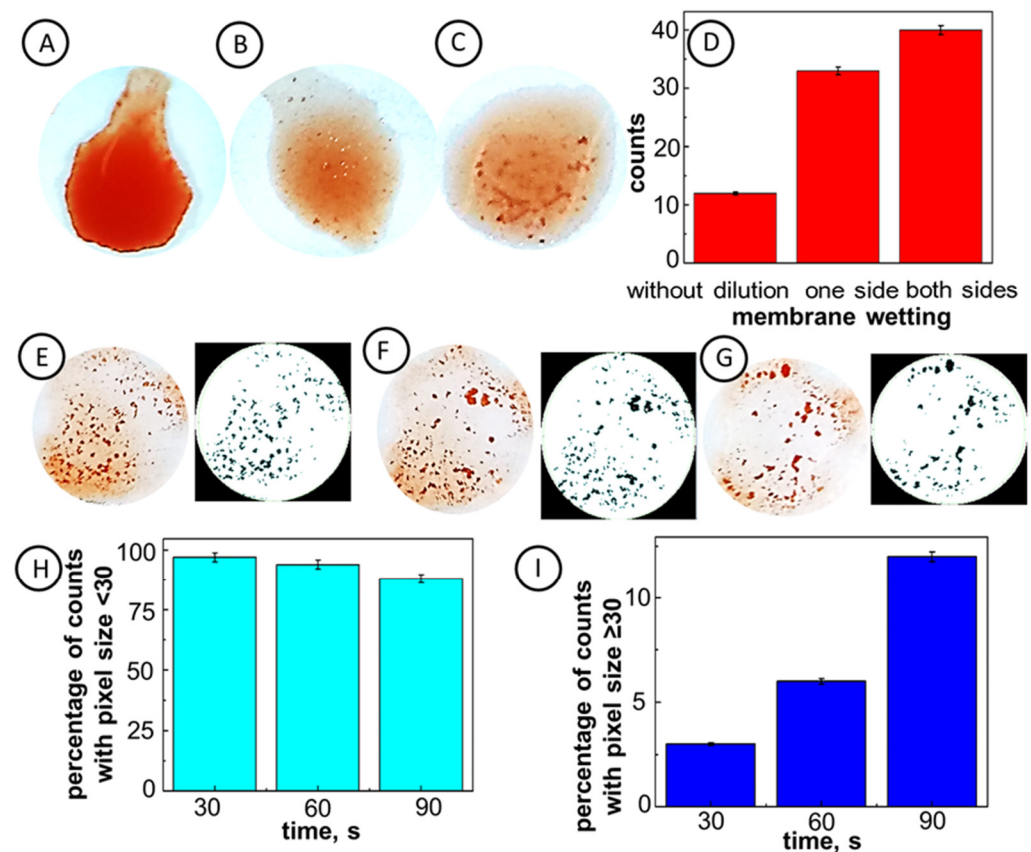 A
B
C
D
counts
40
30
20
10
0
without dilution one side both sides
membrane wetting
E
F
G
H
percentage of counts
with pixel size <30
100
75
50
25
0
30 60 90
time, s
I
percentage of counts
with pixel size ≥30
10
5
0
30 60 90
time, s